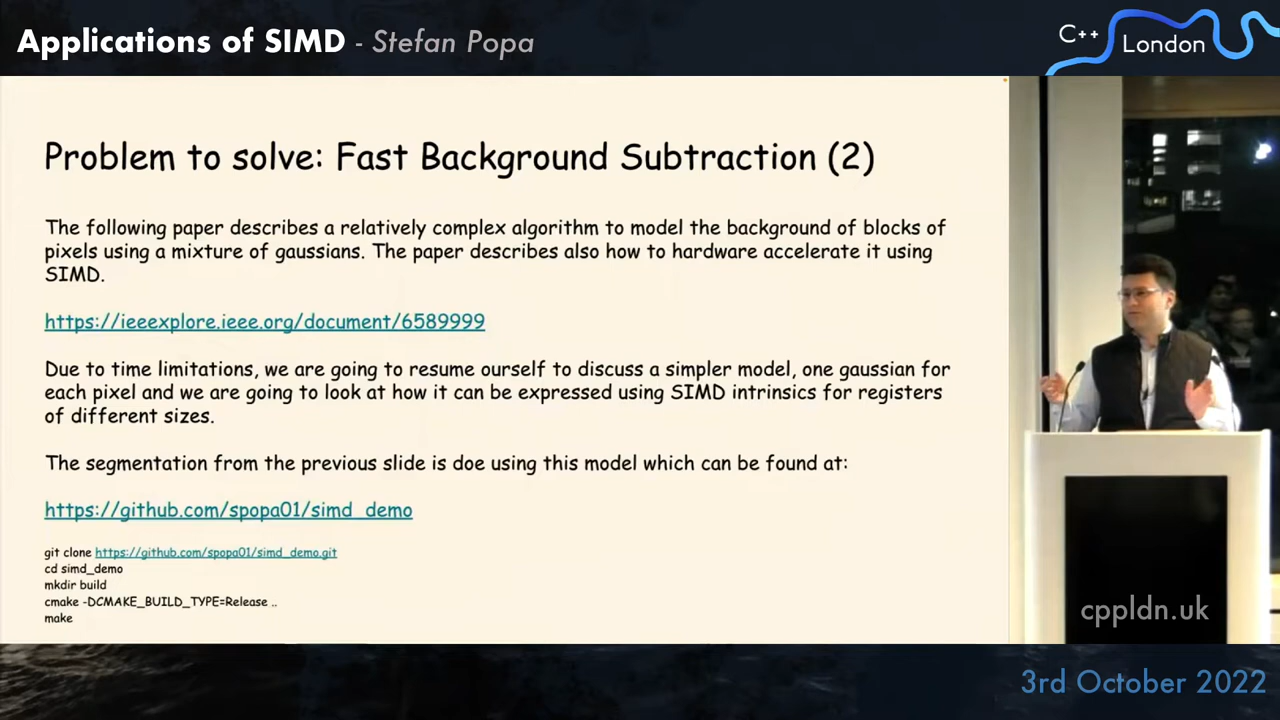 Applications of SIMD - Stefan Popa
C++
London
Problem to solve: Fast Background Subtraction (2)
The following paper describes a relatively complex algorithm to model the background of blocks of
pixels using a mixture of gaussians. The paper describes also how to hardware accelerate it using
SIMD.
https://ieeexplore.ieee.org/document/6589999
Due to time limitations, we are going to resume ourself to discuss a simpler model, one gaussian for
each pixel and we are going to look at how it can be expressed using SIMD intrinsics for registers
of different sizes.
The segmentation from the previous slide is doe using this model which can be found at:
https://github.com/spopa01/simd_demo
git clone https://github.com/spopa01/simd_demo.git
cd simd_demo
mkdir build
cmake -DCMAKE_BUILD_TYPE=Release ..
make
cppldn.uk
3rd October 2022